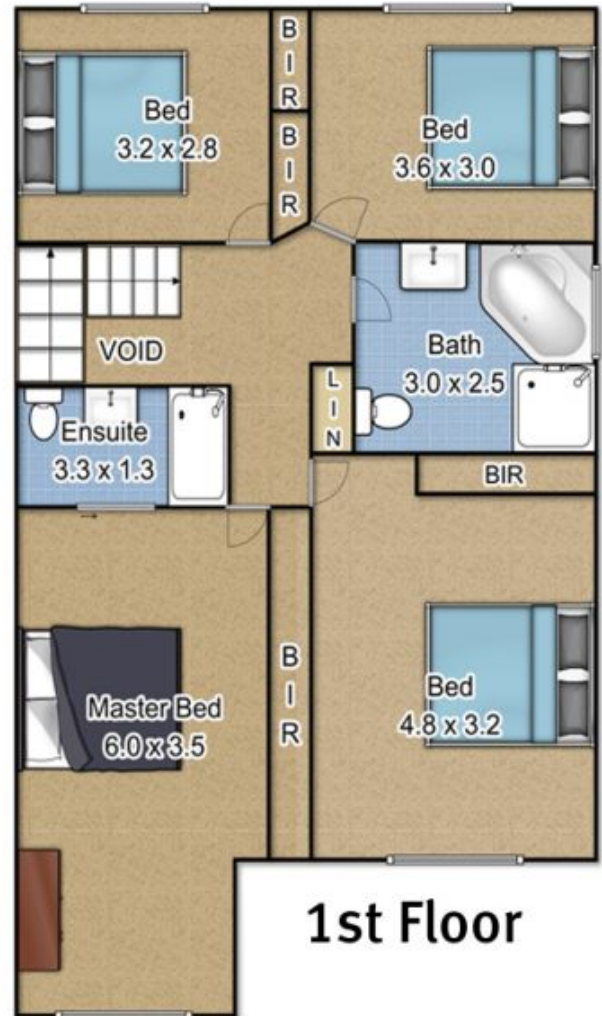 B
I
R
B
I
R
Bed
3.2 x 2.8
Bed
3.6 x 3.0
VOID
Bath
3.0 x 2.5
L
I
N
Ensuite
3.3 x 1.3
BIR
B
I
R
Master Bed
6.0 x 3.5
Bed
4.8 x 3.2
1st Floor